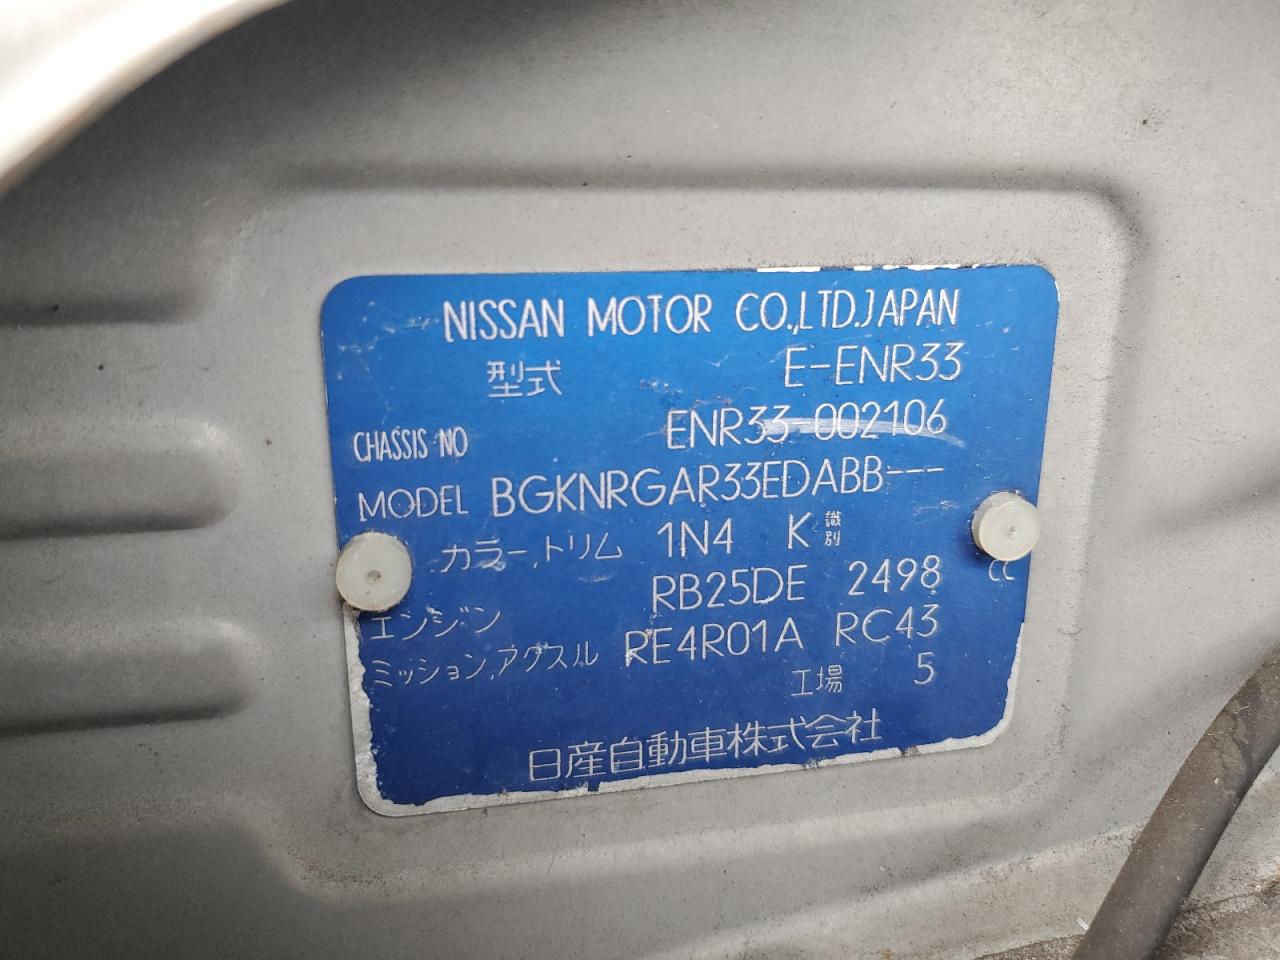 NISSAN MOTOR CO.,LTD.JAPAN
型式 E-ENR33
CHASSIS NO ENR33-002106
MODEL BGKNRGAR33EDABB---
カラー,トリム 1N4 K 識別
エンジン RB25DE 2498 CC
ミッション,アクスル RE4R01A RC43
工場 5
日産自動車株式会社